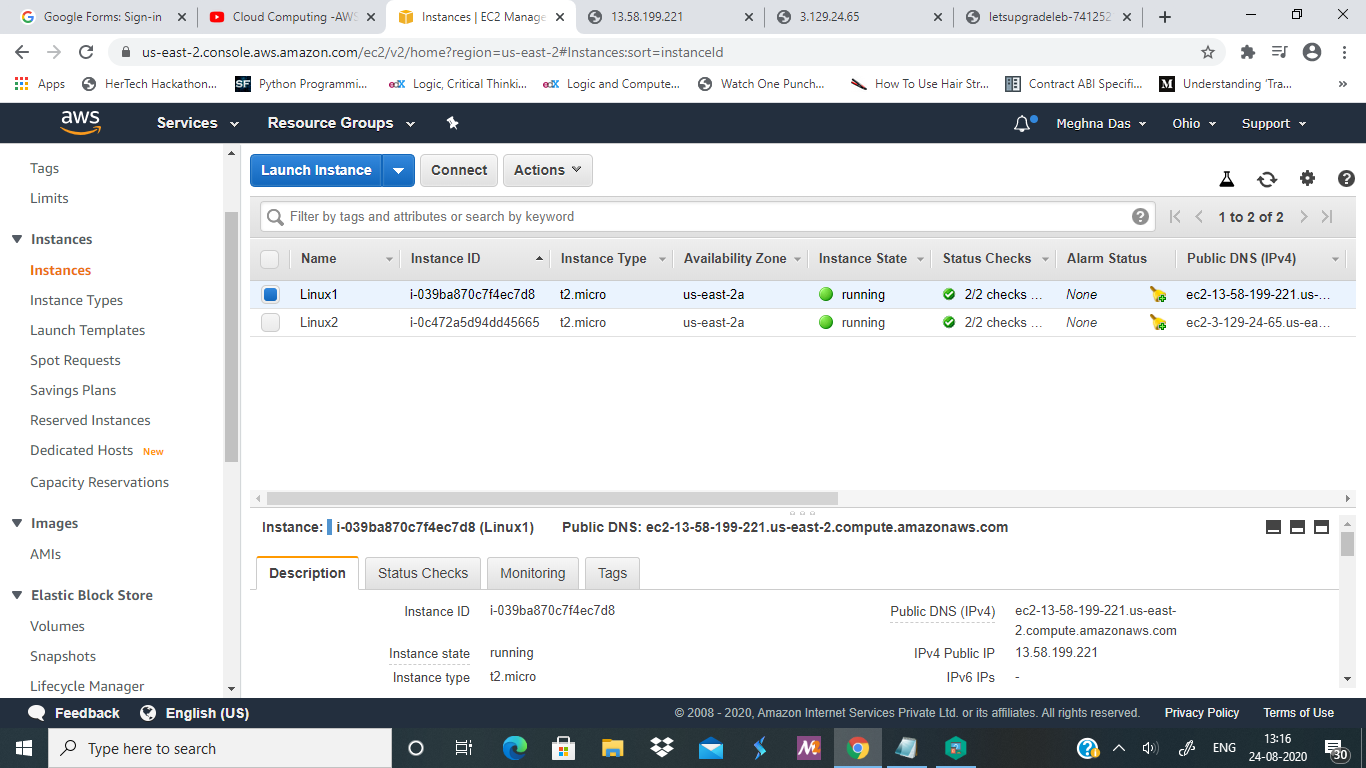 Google Forms: Sign-in
Cloud Computing -AWS
Instances | EC2 Manage
13.58.199.221
3.129.24.65
letsupgradeleb-741252
us-east-2.console.aws.amazon.com/ec2/v2/home?region=us-east-2#Instances:sort=instanceId
Apps
HerTech Hackathon...
SF
Python Programmi...
edX
Logic, Critical Thinki...
edX
Logic and Compute...
Watch One Punch...
How To Use Hair Str...
Contract ABI Specifi...
M
Understanding 'Tra...
»
aws
Services
Resource Groups
Meghna Das
Ohio
Support
Tags
Limits
Instances
Instances
Instance Types
Launch Templates
Spot Requests
Savings Plans
Reserved Instances
Dedicated Hosts New
Capacity Reservations
Images
AMIs
Elastic Block Store
Volumes
Snapshots
Lifecycle Manager
Launch Instance
Connect
Actions
Filter by tags and attributes or search by keyword
1 to 2 of 2
Name Instance ID Instance Type Availability Zone Instance State Status Checks Alarm Status Public DNS (IPv4)
Linux1 i-039ba870c7f4ec7d8 t2.micro us-east-2a running 2/2 checks ... None ec2-13-58-199-221.us-...
Linux2 i-0c472a5d94dd45665 t2.micro us-east-2a running 2/2 checks ... None ec2-3-129-24-65.us-ea...
Instance: i-039ba870c7f4ec7d8 (Linux1) Public DNS: ec2-13-58-199-221.us-east-2.compute.amazonaws.com
Description
Status Checks
Monitoring
Tags
Instance ID i-039ba870c7f4ec7d8
Instance state running
Instance type t2.micro
Public DNS (IPv4) ec2-13-58-199-221.us-east-
2.compute.amazonaws.com
IPv4 Public IP 13.58.199.221
IPv6 IPs -
Feedback
English (US)
© 2008 - 2020, Amazon Internet Services Private Ltd. or its affiliates. All rights reserved.
Privacy Policy
Terms of Use
Type here to search
ENG
13:16
24-08-2020
30